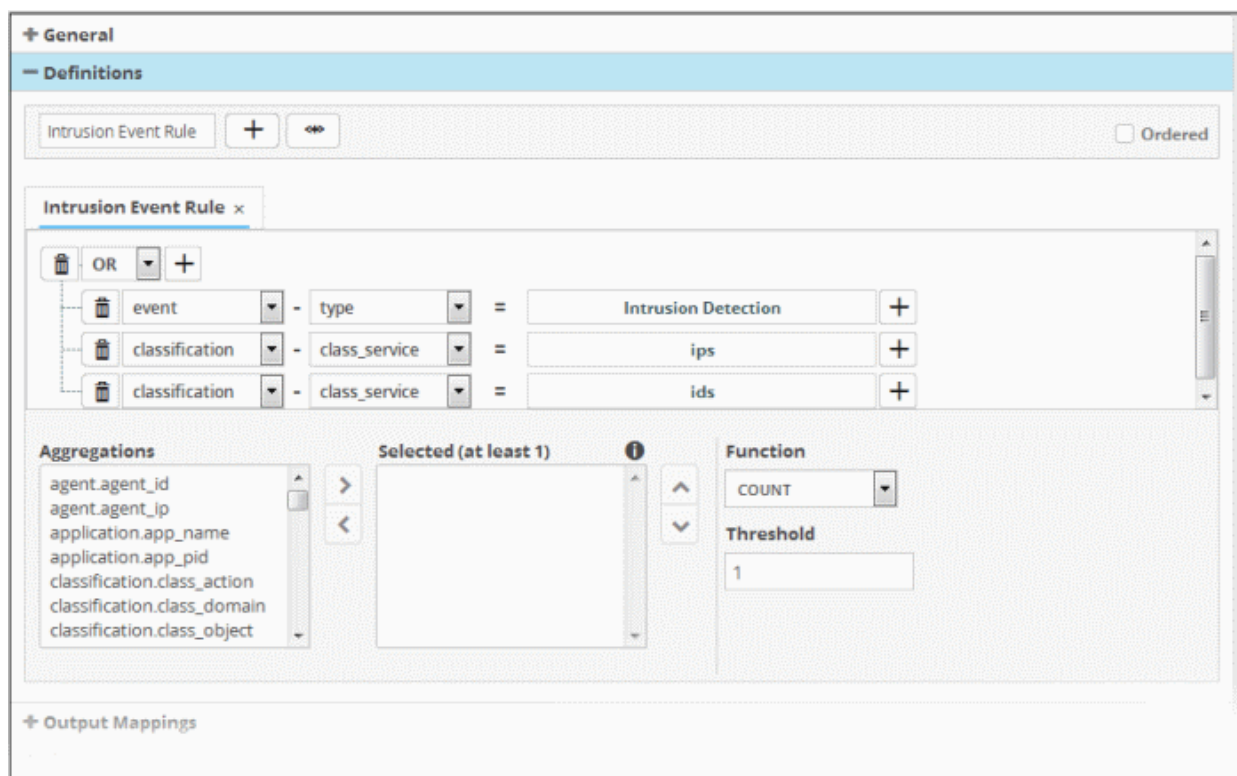 + General
− Definitions
Intrusion Event Rule + Ordered
Intrusion Event Rule ×
OR +
event - type = Intrusion Detection +
classification - class_service = ips +
classification - class_service = ids +
Aggregations Selected (at least 1) Function
agent.agent_id
agent.agent_ip
application.app_name
application.app_pid
classification.class_action
classification.class_domain
classification.class_object
> <
COUNT
Threshold
1
+ Output Mappings